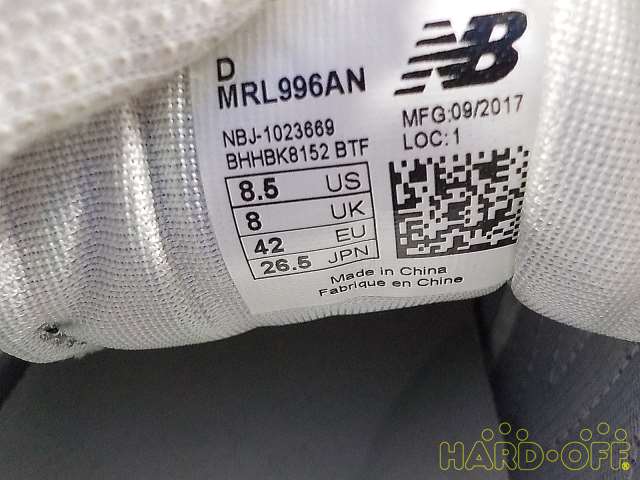 D
MRL996AN
NB
MFG:09/2017
LOC:1
NBJ-1023669
BHHBK8152 BTF
8.5 US
8 UK
42 EU
26.5 JPN
Made in China
Fabrique en Chine
HARD-OFF®